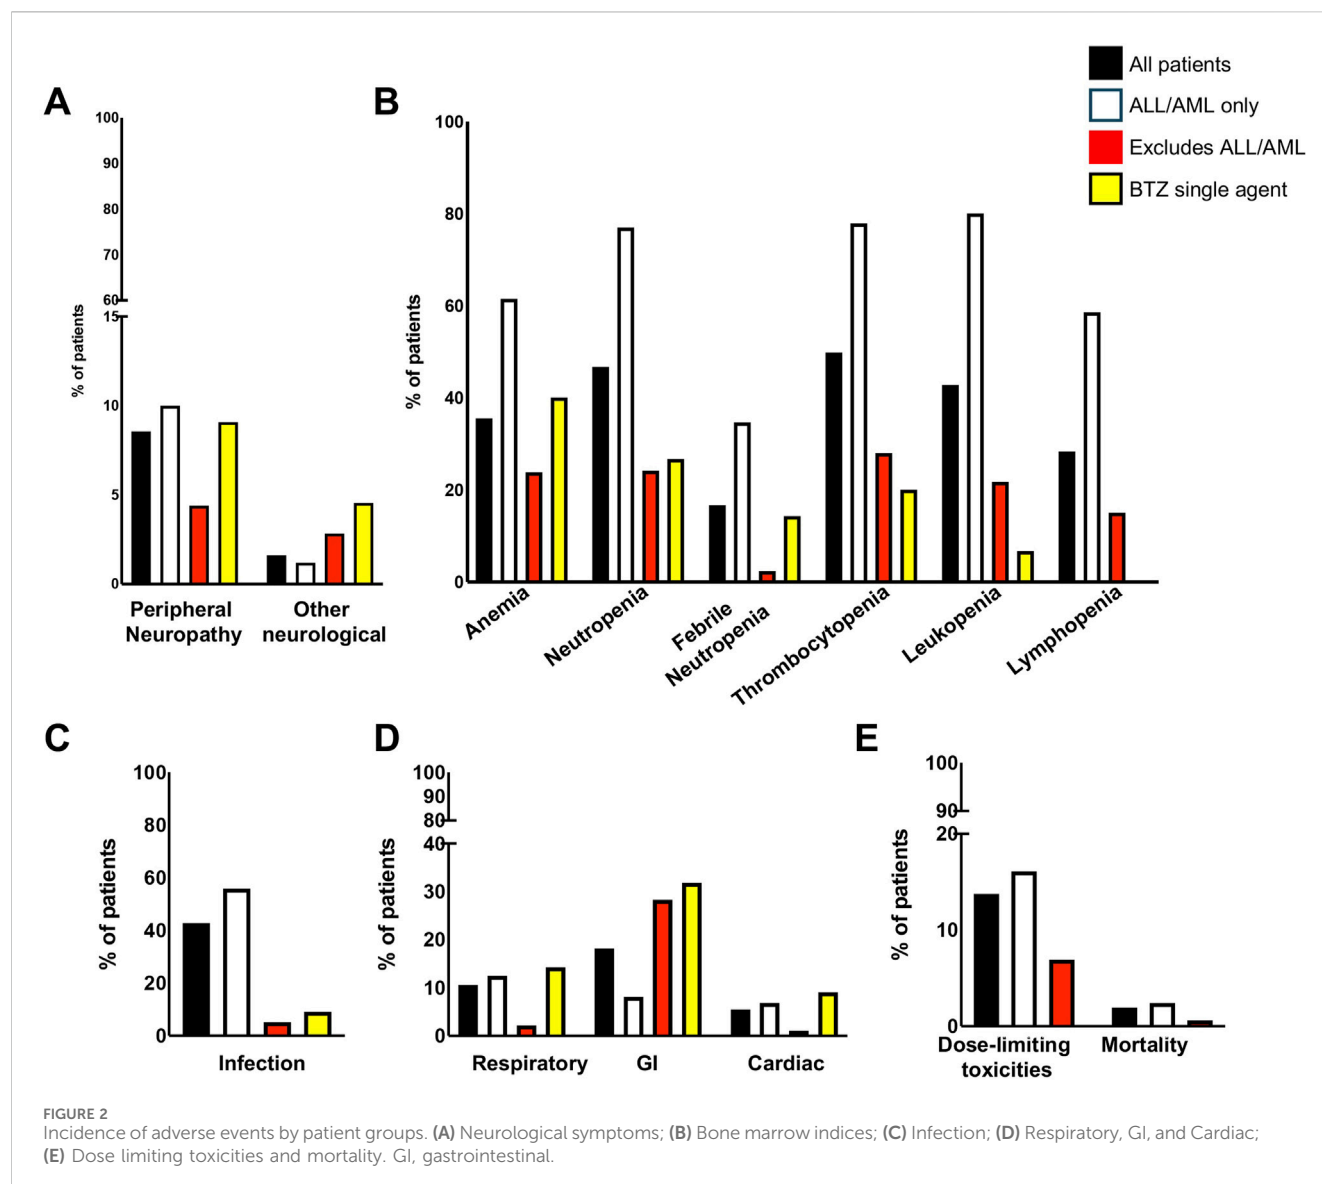 All patients
ALL/AML only
Excludes ALL/AML
BTZ single agent
A
100
90
80
70
60
15
10
5
0
% of patients
Peripheral
Neuropathy
Other
neurological
B
100
80
60
40
20
0
% of patients
Anemia
Neutropenia
Febrile
Neutropenia
Thrombocytopenia
Leukopenia
Lymphopenia
C
100
80
60
40
20
0
% of patients
Infection
D
100
90
80
40
30
20
10
0
% of patients
Respiratory
GI
Cardiac
E
100
90
20
10
0
% of patients
Dose-limiting
toxicities
Mortality
FIGURE 2
Incidence of adverse events by patient groups. (A) Neurological symptoms; (B) Bone marrow indices; (C) Infection; (D) Respiratory, GI, and Cardiac;
(E) Dose limiting toxicities and mortality. GI, gastrointestinal.